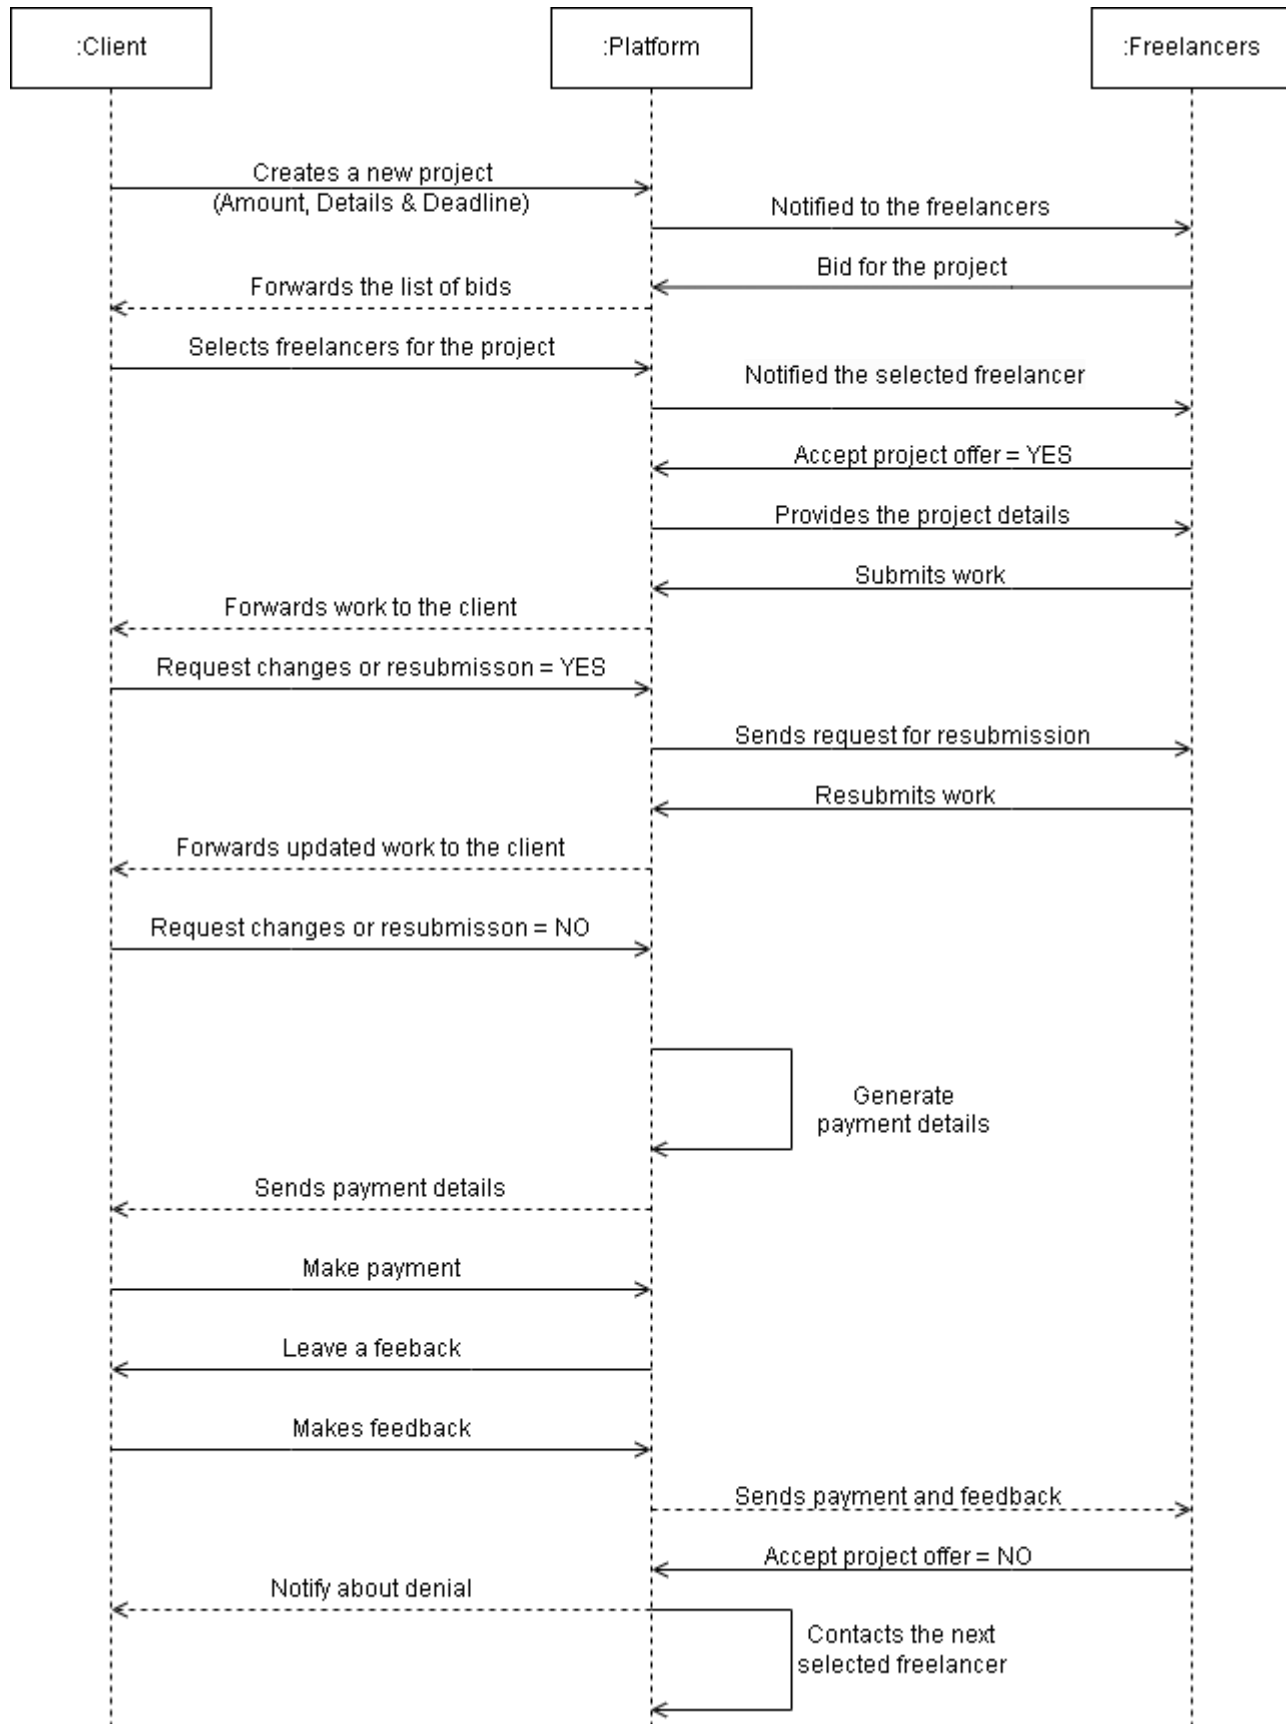 :Client
:Platform
:Freelancers
Creates a new project
(Amount, Details & Deadline)
Notified to the freelancers
Bid for the project
Forwards the list of bids
Selects freelancers for the project
Notified the selected freelancer
Accept project offer = YES
Provides the project details
Submits work
Forwards work to the client
Request changes or resubmisson = YES
Sends request for resubmission
Resubmits work
Forwards updated work to the client
Request changes or resubmisson = NO
Generate
payment details
Sends payment details
Make payment
Leave a feeback
Makes feedback
Sends payment and feedback
Accept project offer = NO
Notify about denial
Contacts the next
selected freelancer